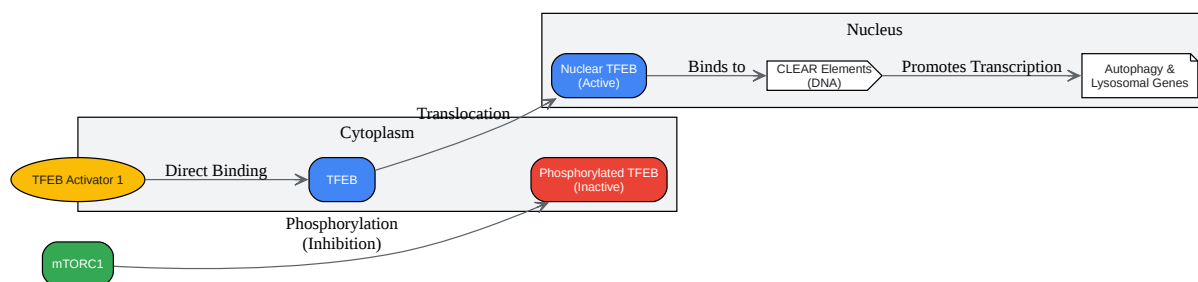 Nucleus
Nuclear TFEB
(Active)
Binds to
CLEAR Elements
(DNA)
Promotes Transcription
Autophagy &
Lysosomal Genes
Translocation
Cytoplasm
TFEB Activator 1
Direct Binding
TFEB
Phosphorylated TFEB
(Inactive)
Phosphorylation
(Inhibition)
mTORC1